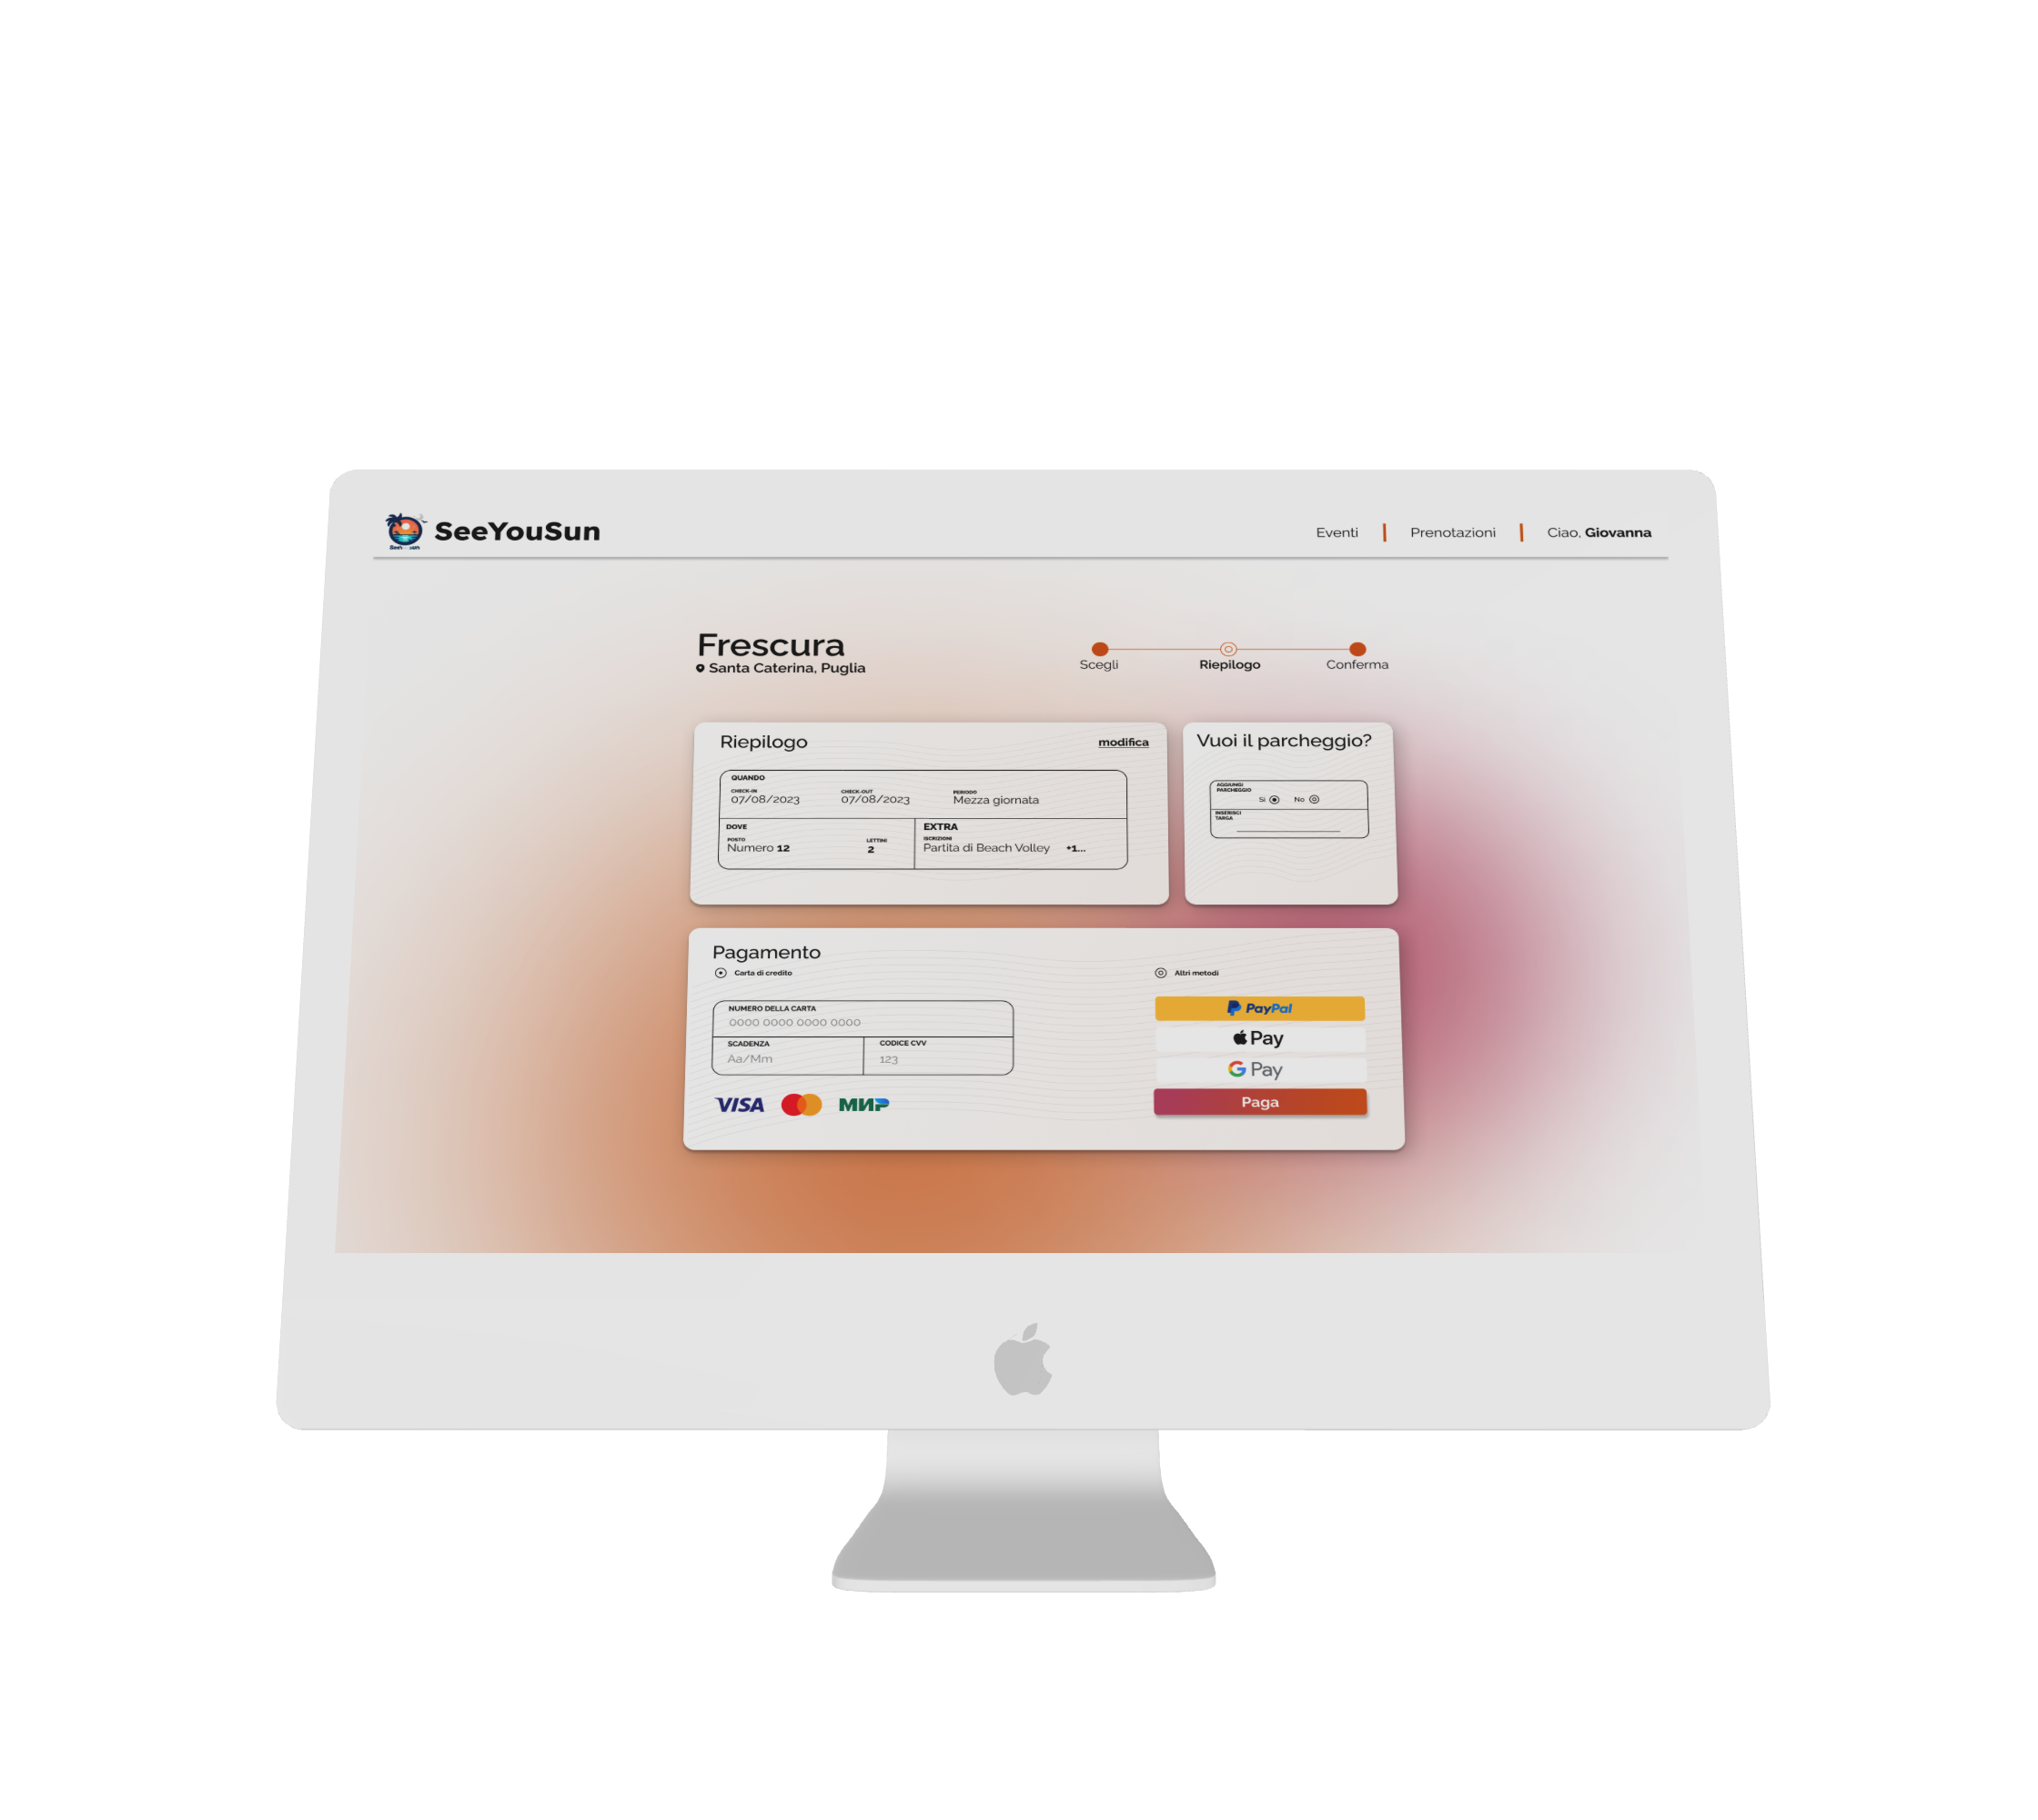 SeeYouSun
Eventi | Prenotazioni | Ciao, Giovanna
Frescura
Santa Caterina, Puglia
Scegli
Riepilogo
Conferma
Riepilogo
modifica
QUANDO
CHECK-IN
07/08/2023
CHECK-OUT
07/08/2023
PERIODO
Mezza giornata
DOVE
POSTO
Numero 12
LETTINI
2
EXTRA
ISCRIZIONI
Partita di Beach Volley +1...
Vuoi il parcheggio?
AGGIUNGI
PARCHEGGIO
Si
No
INSERISCI
TARGA
Pagamento
Carta di credito
NUMERO DELLA CARTA
0000 0000 0000 0000
SCADENZA
Aa/Mm
CODICE CVV
123
VISA
МИР
Altri metodi
PayPal
Pay
G Pay
Paga